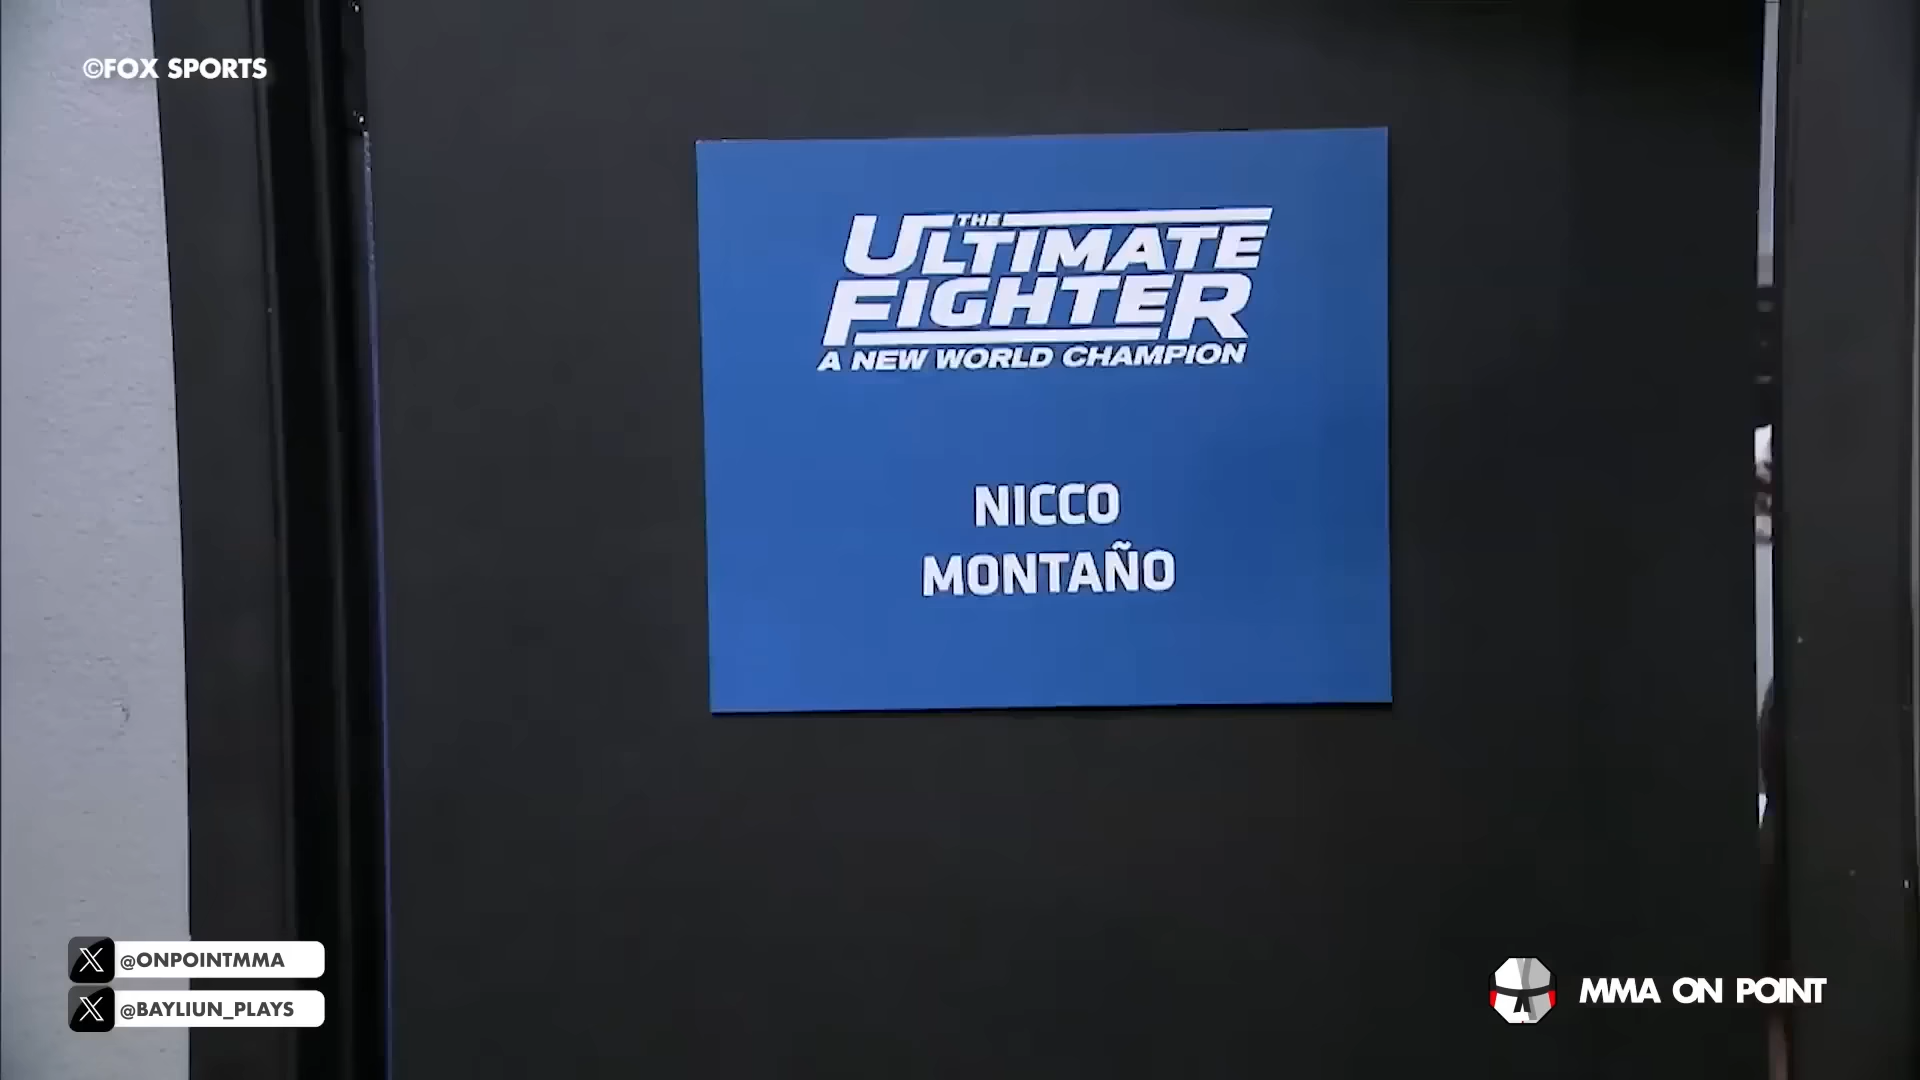 ©FOX SPORTS
THE
ULTIMATE
FIGHTER
A NEW WORLD CHAMPION
NICCO
MONTAÑO
@ONPOINTMMA
@BAYLIUN_PLAYS
MMA ON POINT